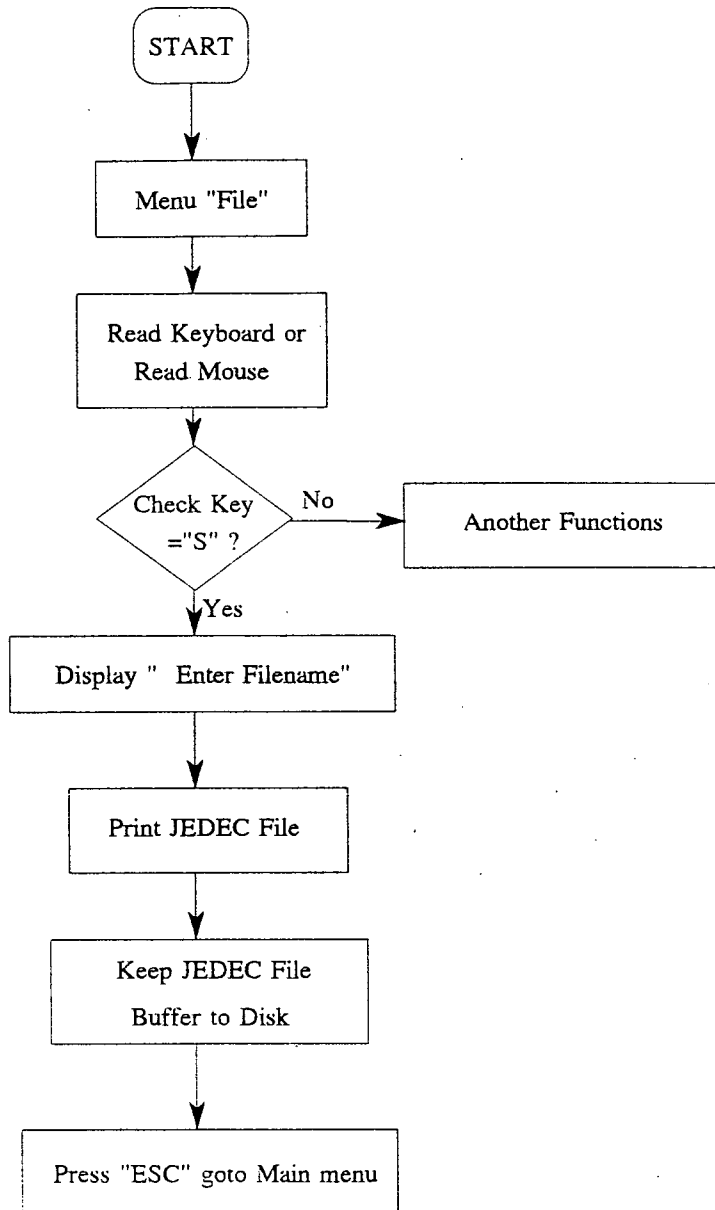 START
Menu "File"
Read Keyboard or
Read Mouse
Check Key
="S" ?
No
Another Functions
Yes
Display " Enter Filename"
Print JEDEC File
Keep JEDEC File
Buffer to Disk
Press "ESC" goto Main menu